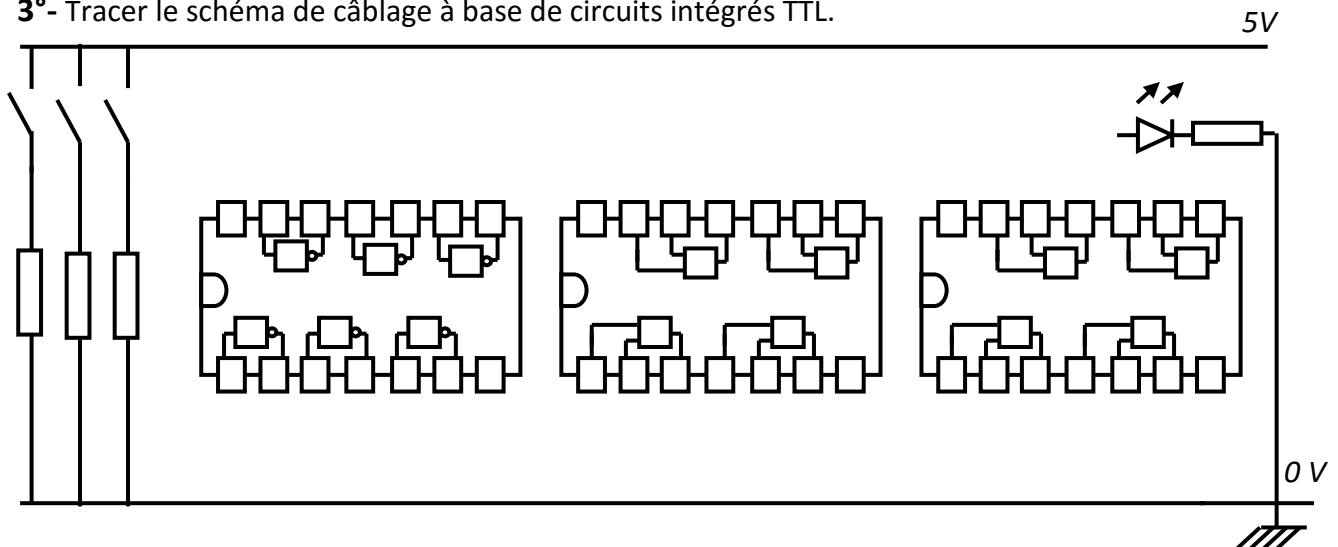 3°- Tracer le schéma de câblage à base de circuits intégrés TTL.
5V
0 V